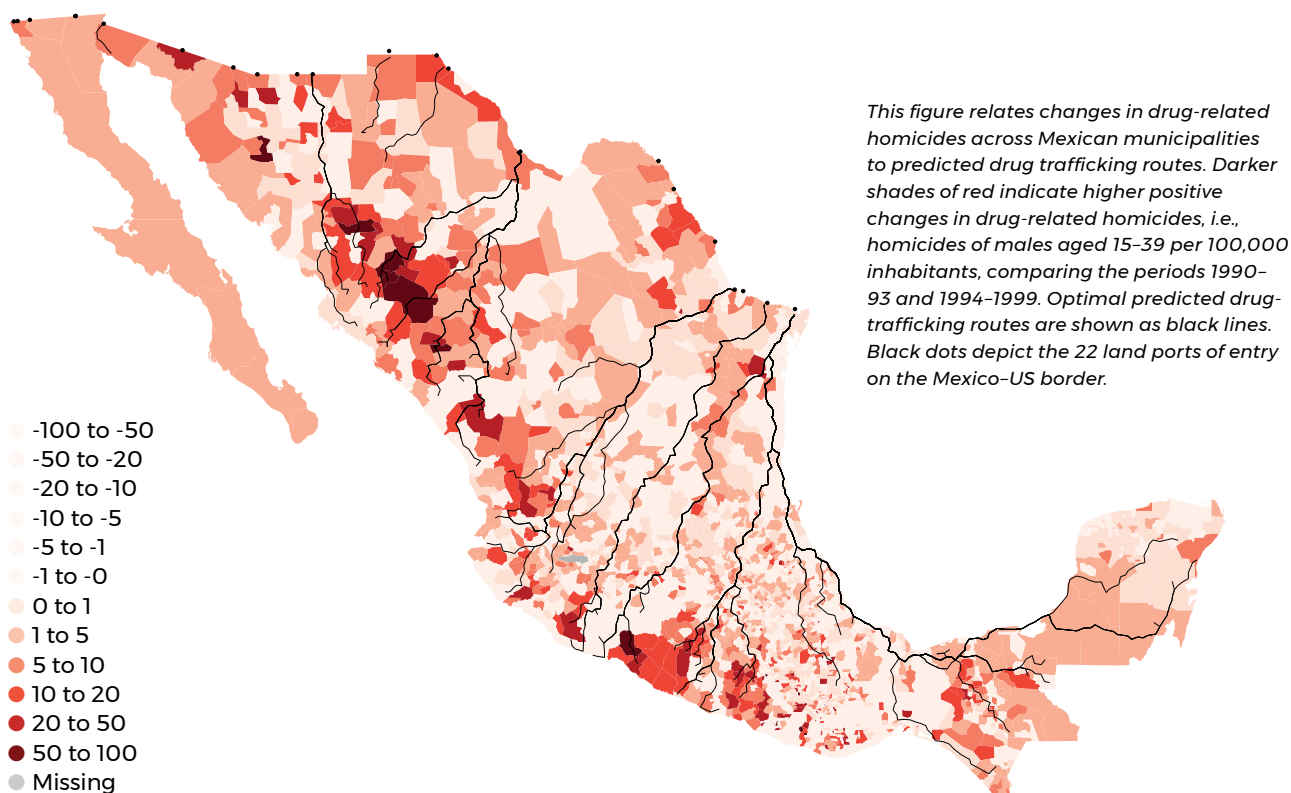 This figure relates changes in drug-related
homicides across Mexican municipalities
to predicted drug trafficking routes. Darker
shades of red indicate higher positive
changes in drug-related homicides, i.e.,
homicides of males aged 15–39 per 100,000
inhabitants, comparing the periods 1990–
93 and 1994–1999. Optimal predicted drug-
trafficking routes are shown as black lines.
Black dots depict the 22 land ports of entry
on the Mexico–US border.
-100 to -50
-50 to -20
-20 to -10
-10 to -5
-5 to -1
-1 to -0
0 to 1
1 to 5
5 to 10
10 to 20
20 to 50
50 to 100
Missing